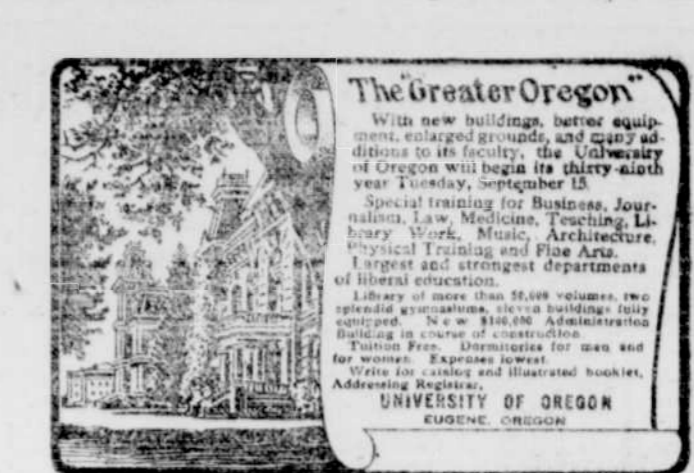 The "Greater Oregon"
With new buildings, better equip-
ment, enlarged grounds, and many ad-
ditions to its faculty, the University
of Oregon will begin its thirty-ninth
year Tuesday, September 15.
Special training for Business, Jour-
nalism, Law, Medicine, Teaching, Li-
brary Work, Music, Architecture,
Physical Training and Fine Arts.
Largest and strongest departments
of liberal education.
Library of more than 50,000 volumes, two
splendid gymnasiums, eleven buildings fully
equipped. New $100,000 Administration
Building in course of construction.
Tuition Free. Dormitories for men and
for women. Expenses lowest.
Write for catalog and illustrated booklet,
Addressing Registrar,
UNIVERSITY OF OREGON
EUGENE, OREGON